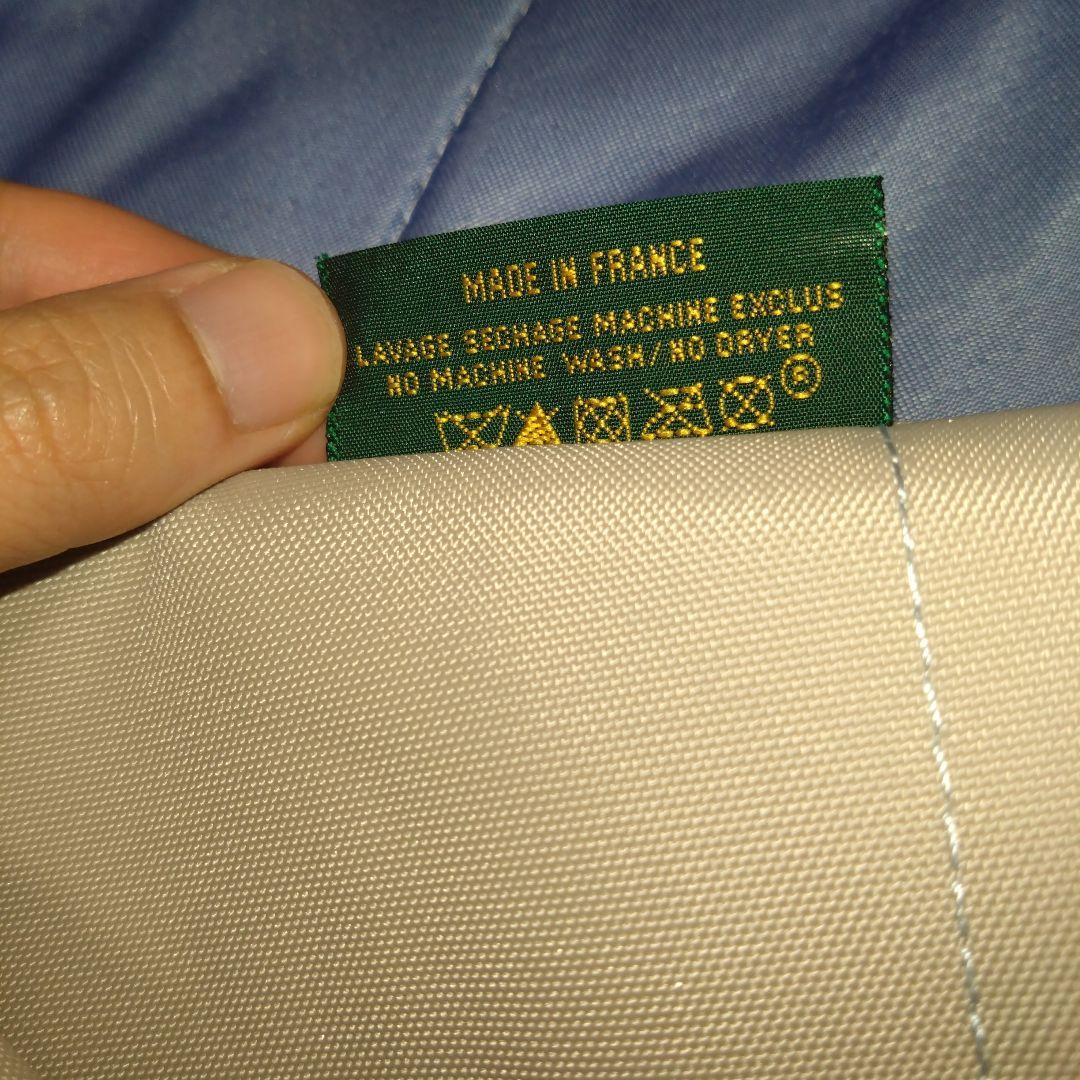 MADE IN FRANCE
LAVAGE SECHAGE MACHINE EXCLUS
NO MACHINE WASH/NO DRYER
®